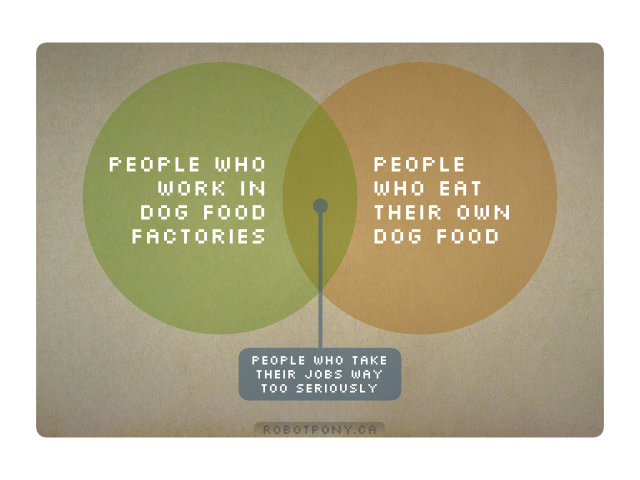 PEOPLE WHO
WORK IN
DOG FOOD
FACTORIES
PEOPLE
WHO EAT
THEIR OWN
DOG FOOD
PEOPLE WHO TAKE
THEIR JOBS WAY
TOO SERIOUSLY
ROBOTPONY.CA